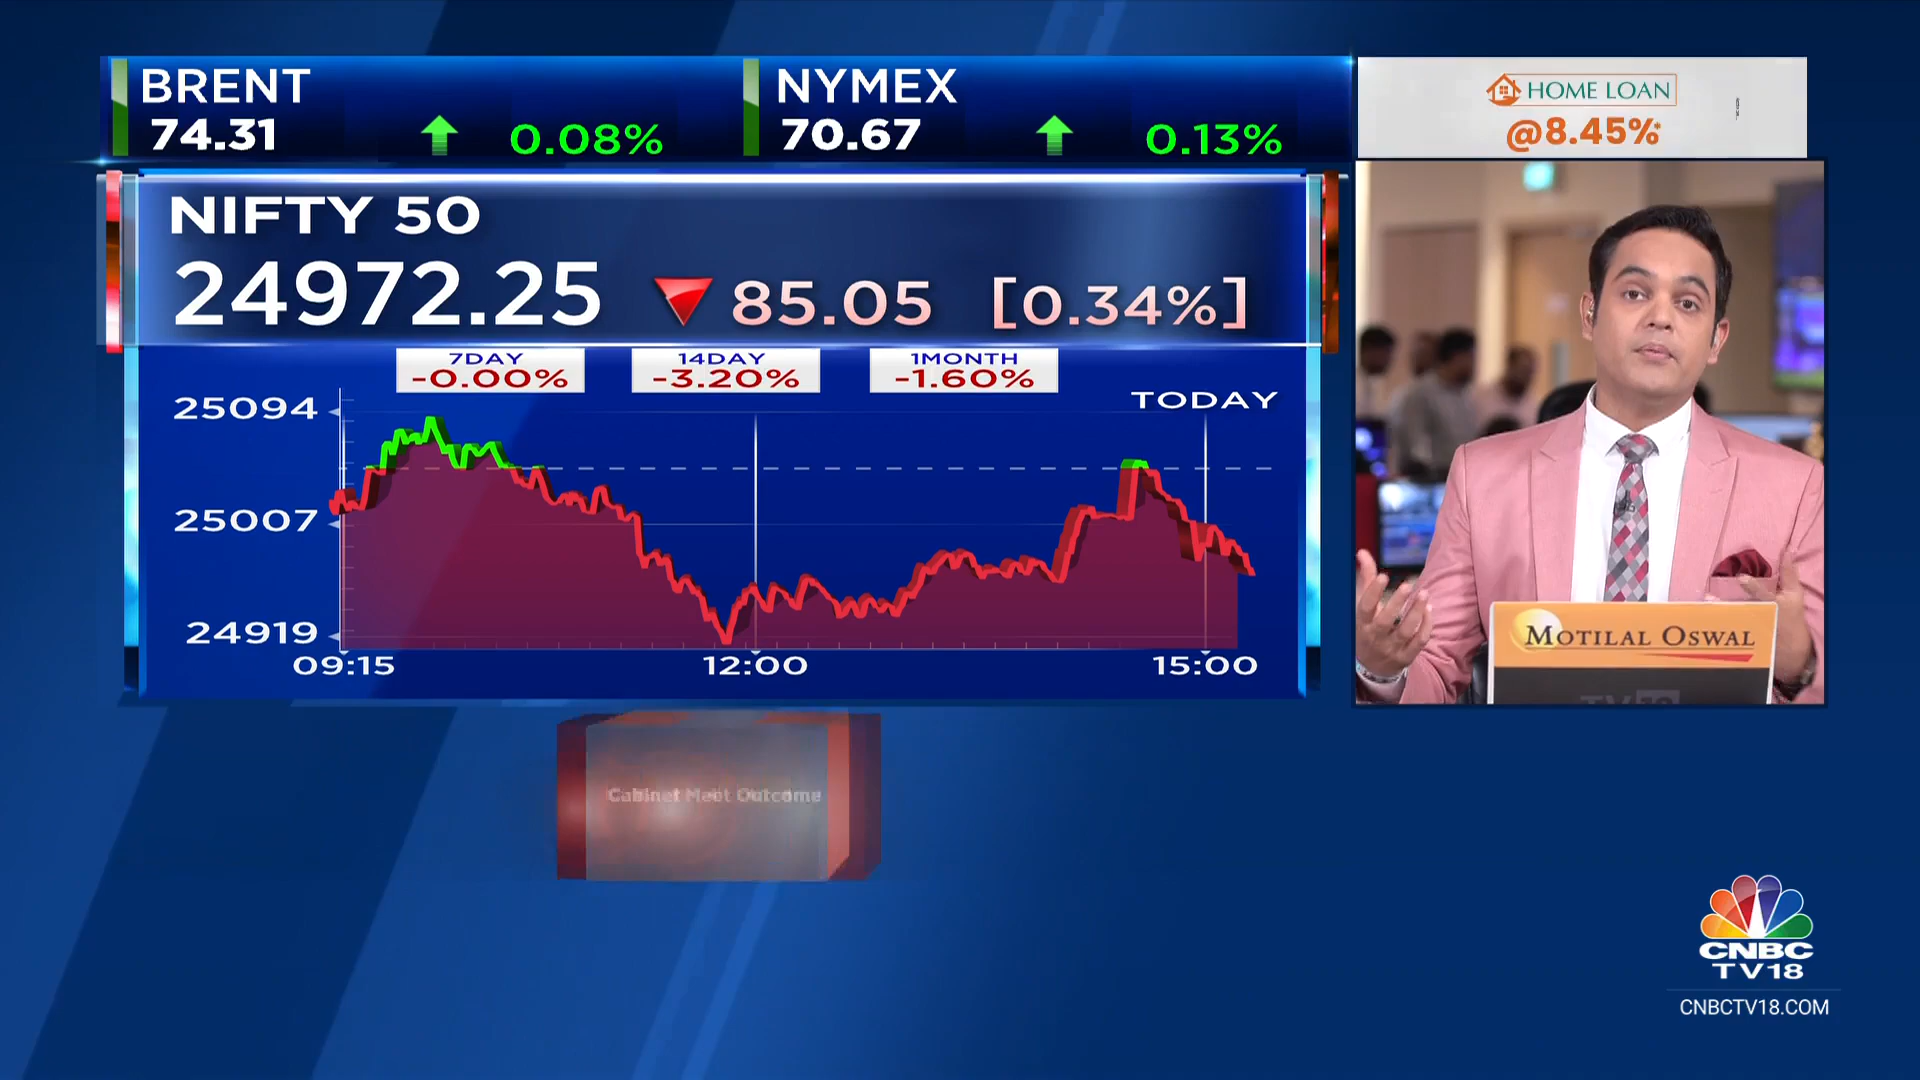 BRENT
74.31
0.08%
NYMEX
70.67
0.13%
HOME LOAN
@8.45%*
NIFTY 50
24972.25
85.05
[0.34%]
7DAY
-0.00%
14DAY
-3.20%
1MONTH
-1.60%
TODAY
25094
25007
24919
09:15
12:00
15:00
MOTILAL OSWAL
TV18
Outcome
CNBC
TV18
CNBCTV18.COM